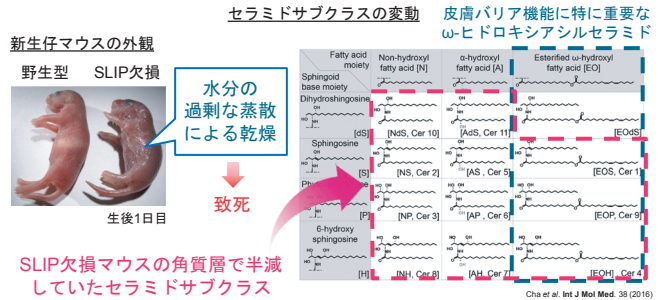 セラミドサブクラスの変動
皮膚バリア機能に特に重要な
ω-ヒドロキシアシルセラミド
新生仔マウスの外観
野生型 SLIP欠損
水分の
過剰な蒸散
による乾燥
致死
生後1日目
SLIP欠損マウスの角質層で半減
していたセラミドサブクラス
Fatty acid
moiety
Sphingoid
base moiety
Non-hydroxyl
fatty acid [N]
α-hydroxyl
fatty acid [A]
Esterified ω-hydroxyl
fatty acid [EO]
Dihydroshingosine
[dS]
[NdS, Cer 10]
[AdS, Cer 11]
[EOdS]
Sphingosine
[S]
[NS, Cer 2]
[AS , Cer 5]
[EOS, Cer 1]
[P]
[NP, Cer 3]
[AP , Cer 6]
[EOP, Cer 9]
6-hydroxy
sphingosine
[H]
[NH, Cer 8]
[AH, Cer 7]
[EOH] Cer 4
Cha et al. Int J Mol Med. 38 (2016)